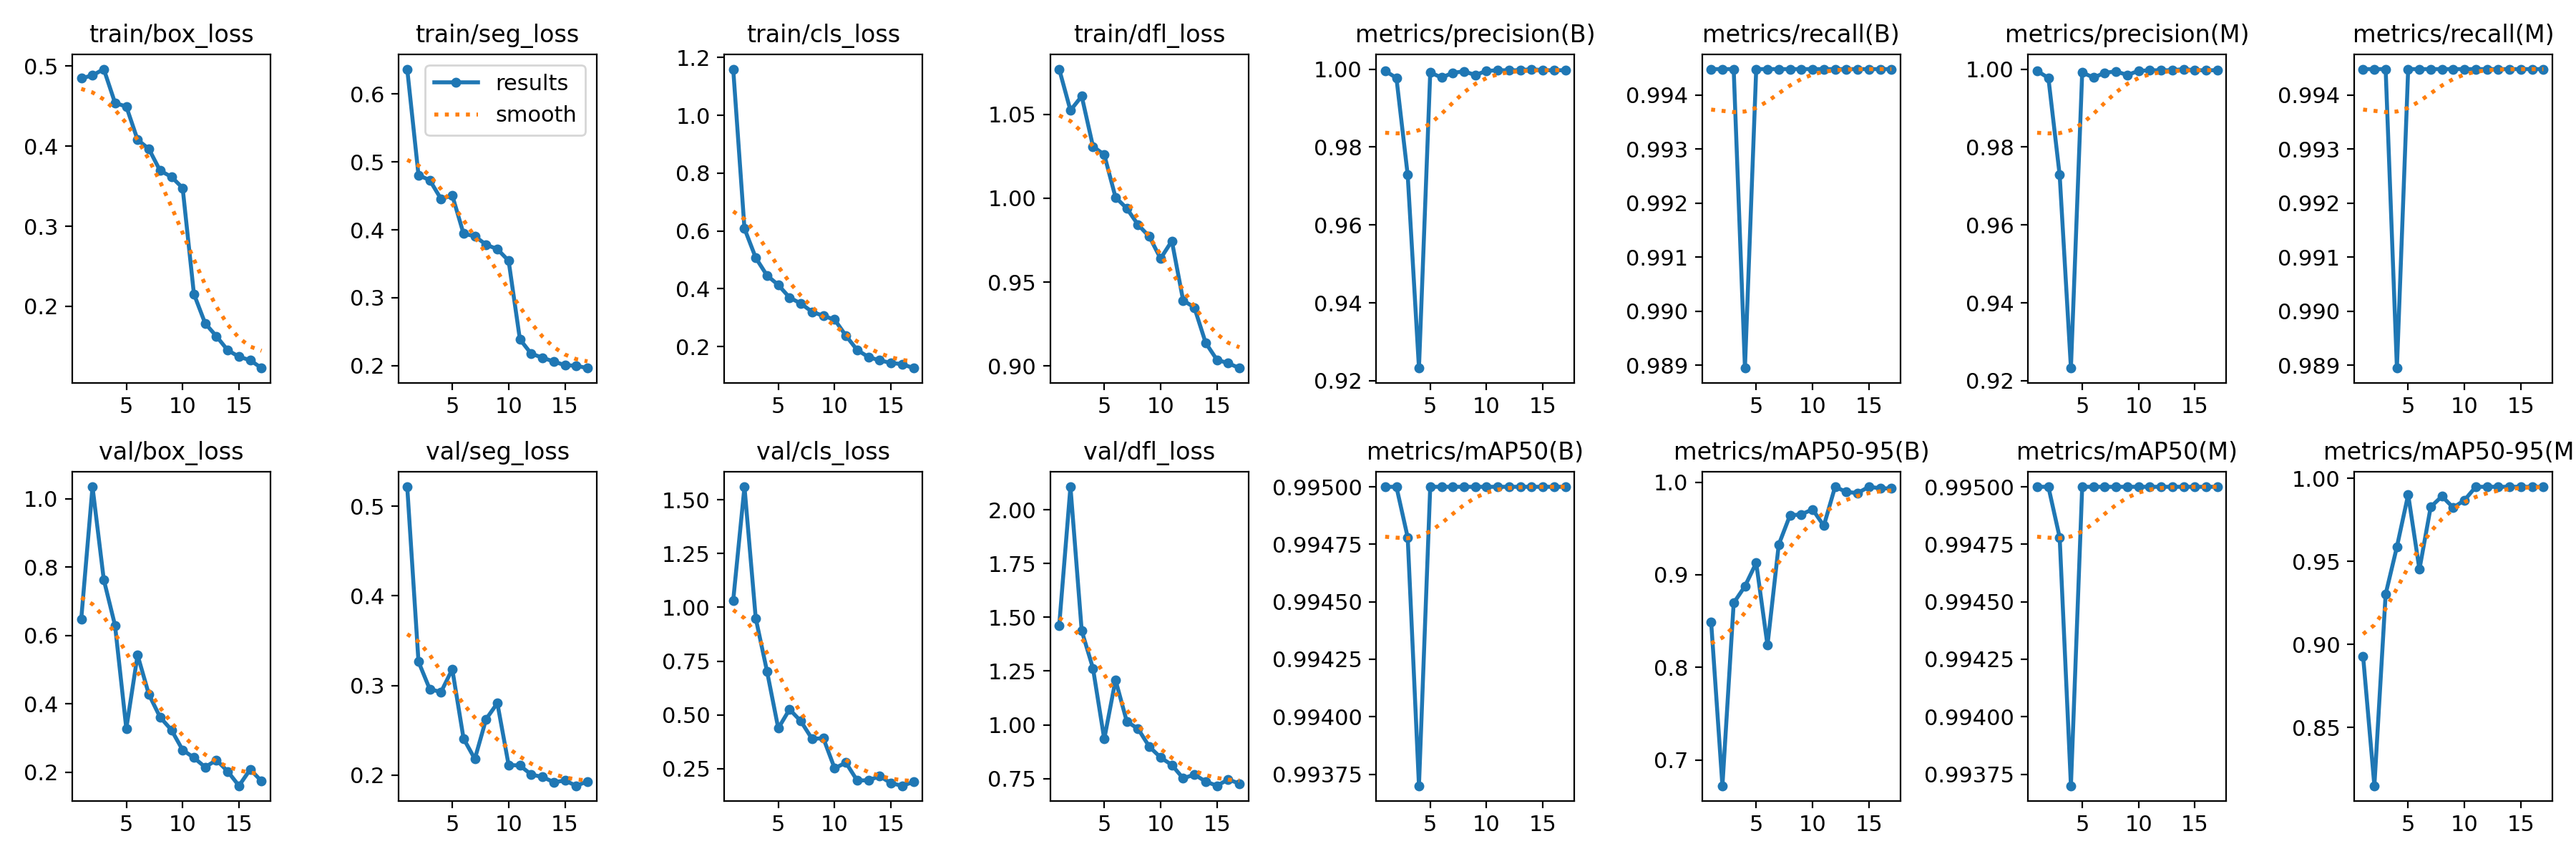 train/box_loss
0.5
0.4
0.3
0.2
5 10 15
train/seg_loss
results
smooth
0.6
0.5
0.4
0.3
0.2
5 10 15
train/cls_loss
1.2
1.0
0.8
0.6
0.4
0.2
5 10 15
train/dfl_loss
1.05
1.00
0.95
0.90
5 10 15
metrics/precision(B)
1.00
0.98
0.96
0.94
0.92
5 10 15
metrics/recall(B)
0.994
0.993
0.992
0.991
0.990
0.989
5 10 15
metrics/precision(M)
1.00
0.98
0.96
0.94
0.92
5 10 15
metrics/recall(M)
0.994
0.993
0.992
0.991
0.990
0.989
5 10 15
val/box_loss
1.0
0.8
0.6
0.4
0.2
5 10 15
val/seg_loss
0.5
0.4
0.3
0.2
5 10 15
val/cls_loss
1.50
1.25
1.00
0.75
0.50
0.25
5 10 15
val/dfl_loss
2.00
1.75
1.50
1.25
1.00
0.75
5 10 15
metrics/mAP50(B)
0.99500
0.99475
0.99450
0.99425
0.99400
0.99375
5 10 15
metrics/mAP50-95(B)
1.0
0.9
0.8
0.7
5 10 15
metrics/mAP50(M)
0.99500
0.99475
0.99450
0.99425
0.99400
0.99375
5 10 15
metrics/mAP50-95(M
1.00
0.95
0.90
0.85
5 10 15